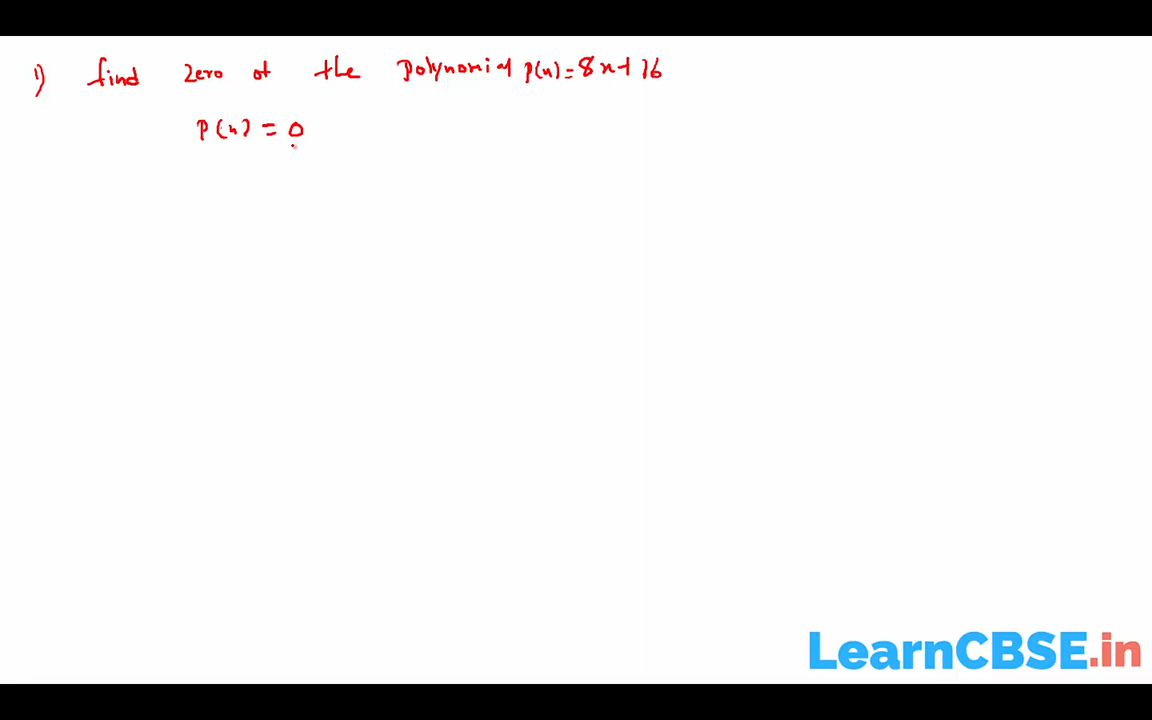 1) find zero of the polynomial p(x)=8x+16
p(x) = 0
LearnCBSE.in